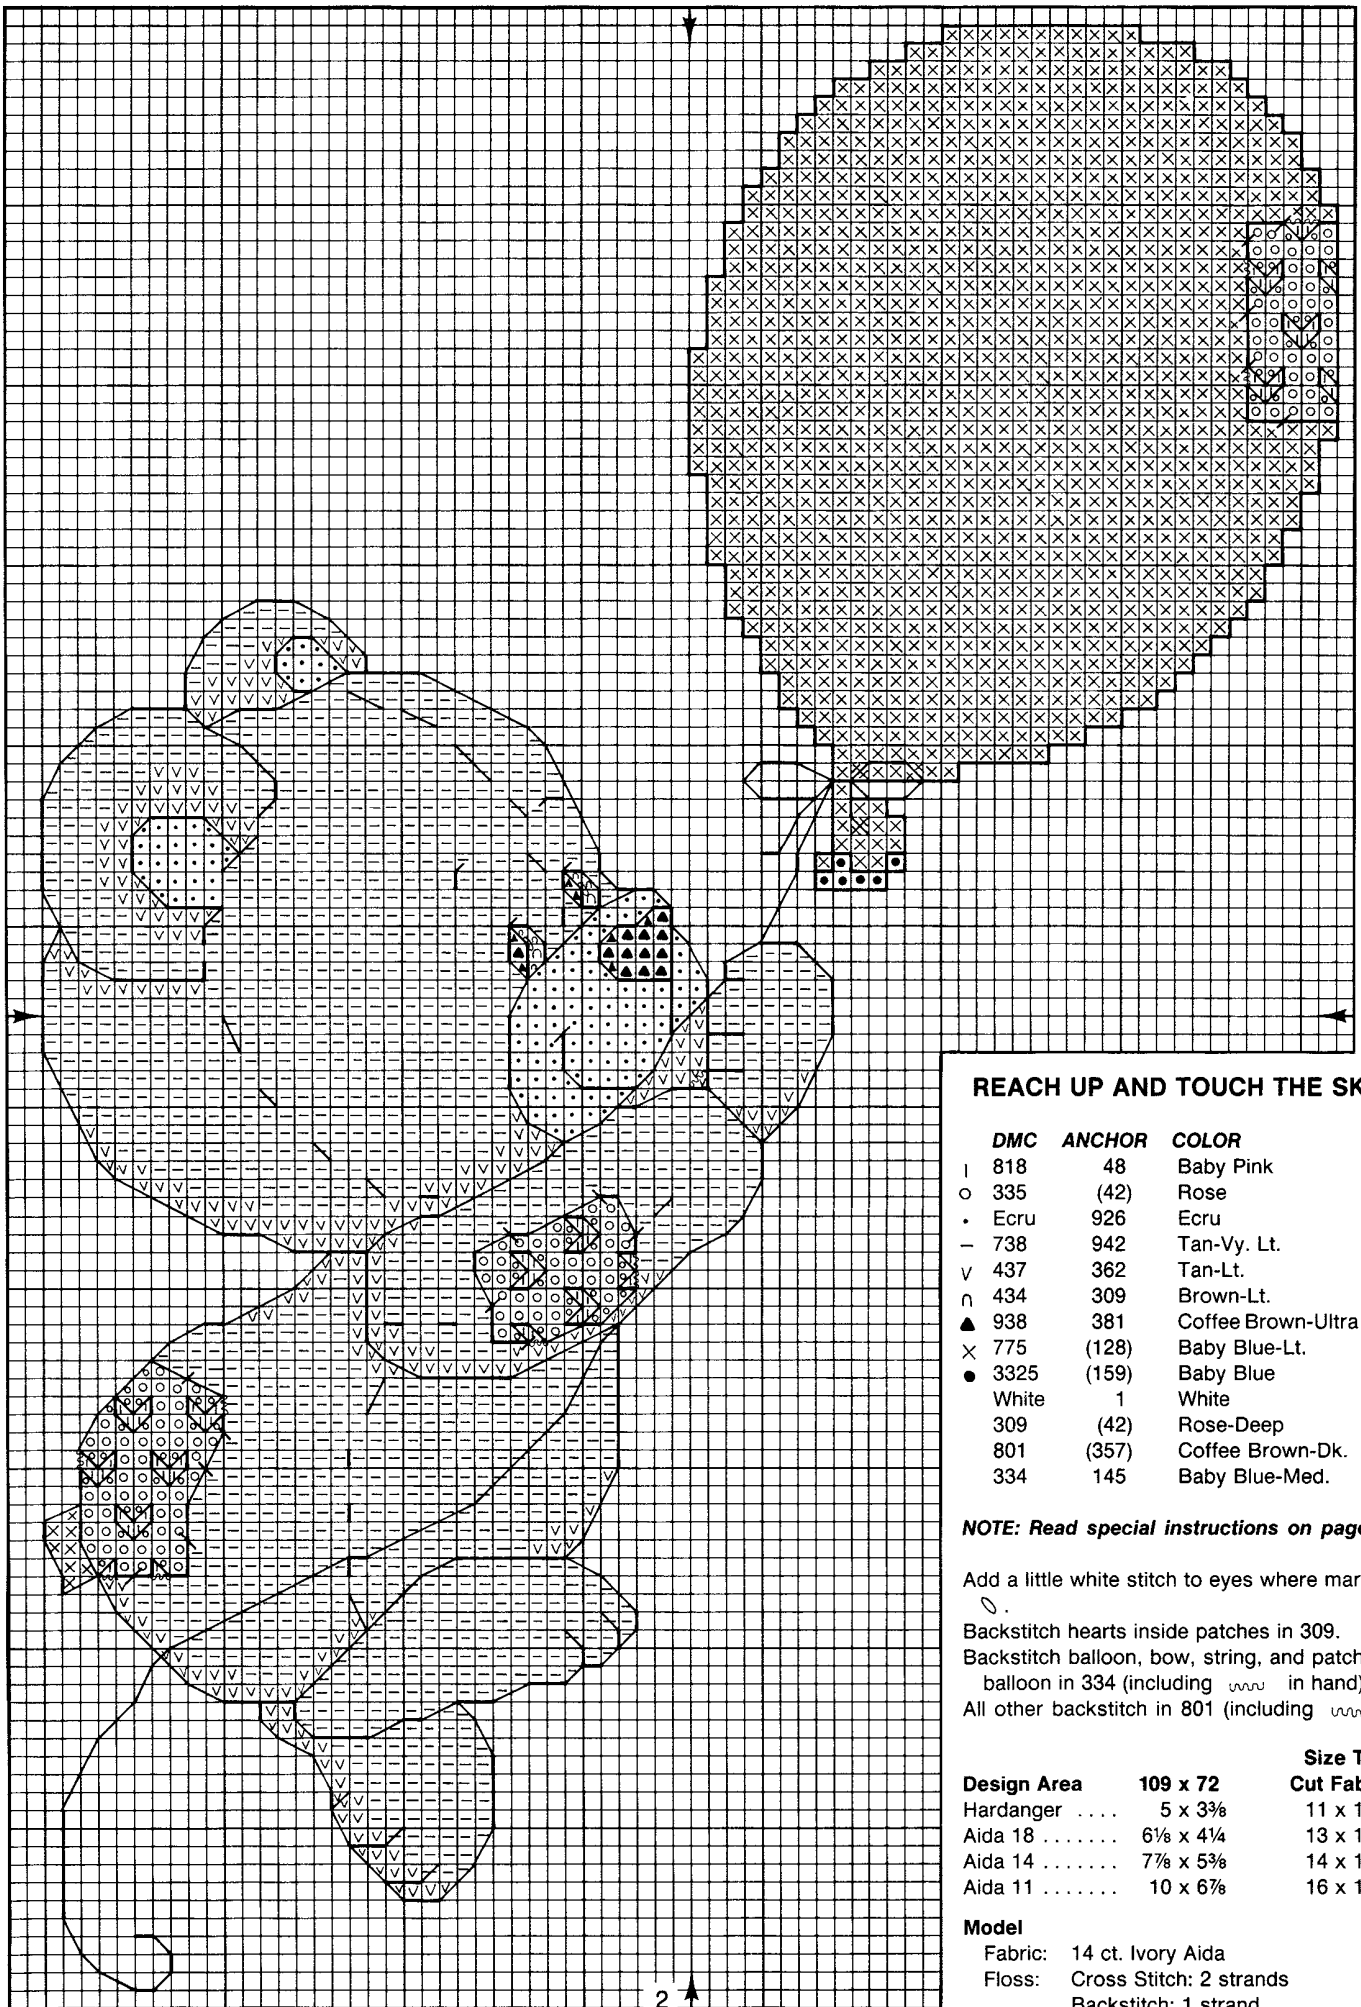 REACH UP AND TOUCH THE
DMC ANCHOR COLOR
818 48 Baby Pink
335 (42) Rose
Ecru 926 Ecru
738 942 Tan-Vy. Lt.
437 362 Tan-Lt.
434 309 Brown-Lt.
938 381 Coffee Brown-Ultra
775 (128) Baby Blue-Lt.
3325 (159) Baby Blue
White 1 White
309 (42) Rose-Deep
801 (357) Coffee Brown-Dk.
334 145 Baby Blue-Med.
NOTE: Read special instructions on page
Add a little white stitch to eyes where
.
Backstitch hearts inside patches in 309.
Backstitch balloon, bow, string, and
balloon in 334 (including in hand)
All other backstitch in 801 (including
Size
Design Area 109 x 72 Cut
Hardanger .... 5 x 3⅜ 11 x
Aida 18 ....... 6⅛ x 4¼ 13 x
Aida 14 ....... 7⅞ x 5⅜ 14 x
Aida 11 ....... 10 x 6⅞ 16 x
Model
Fabric: 14 ct. Ivory Aida
Floss: Cross Stitch: 2 strands
Backstitch: 1 strand
2